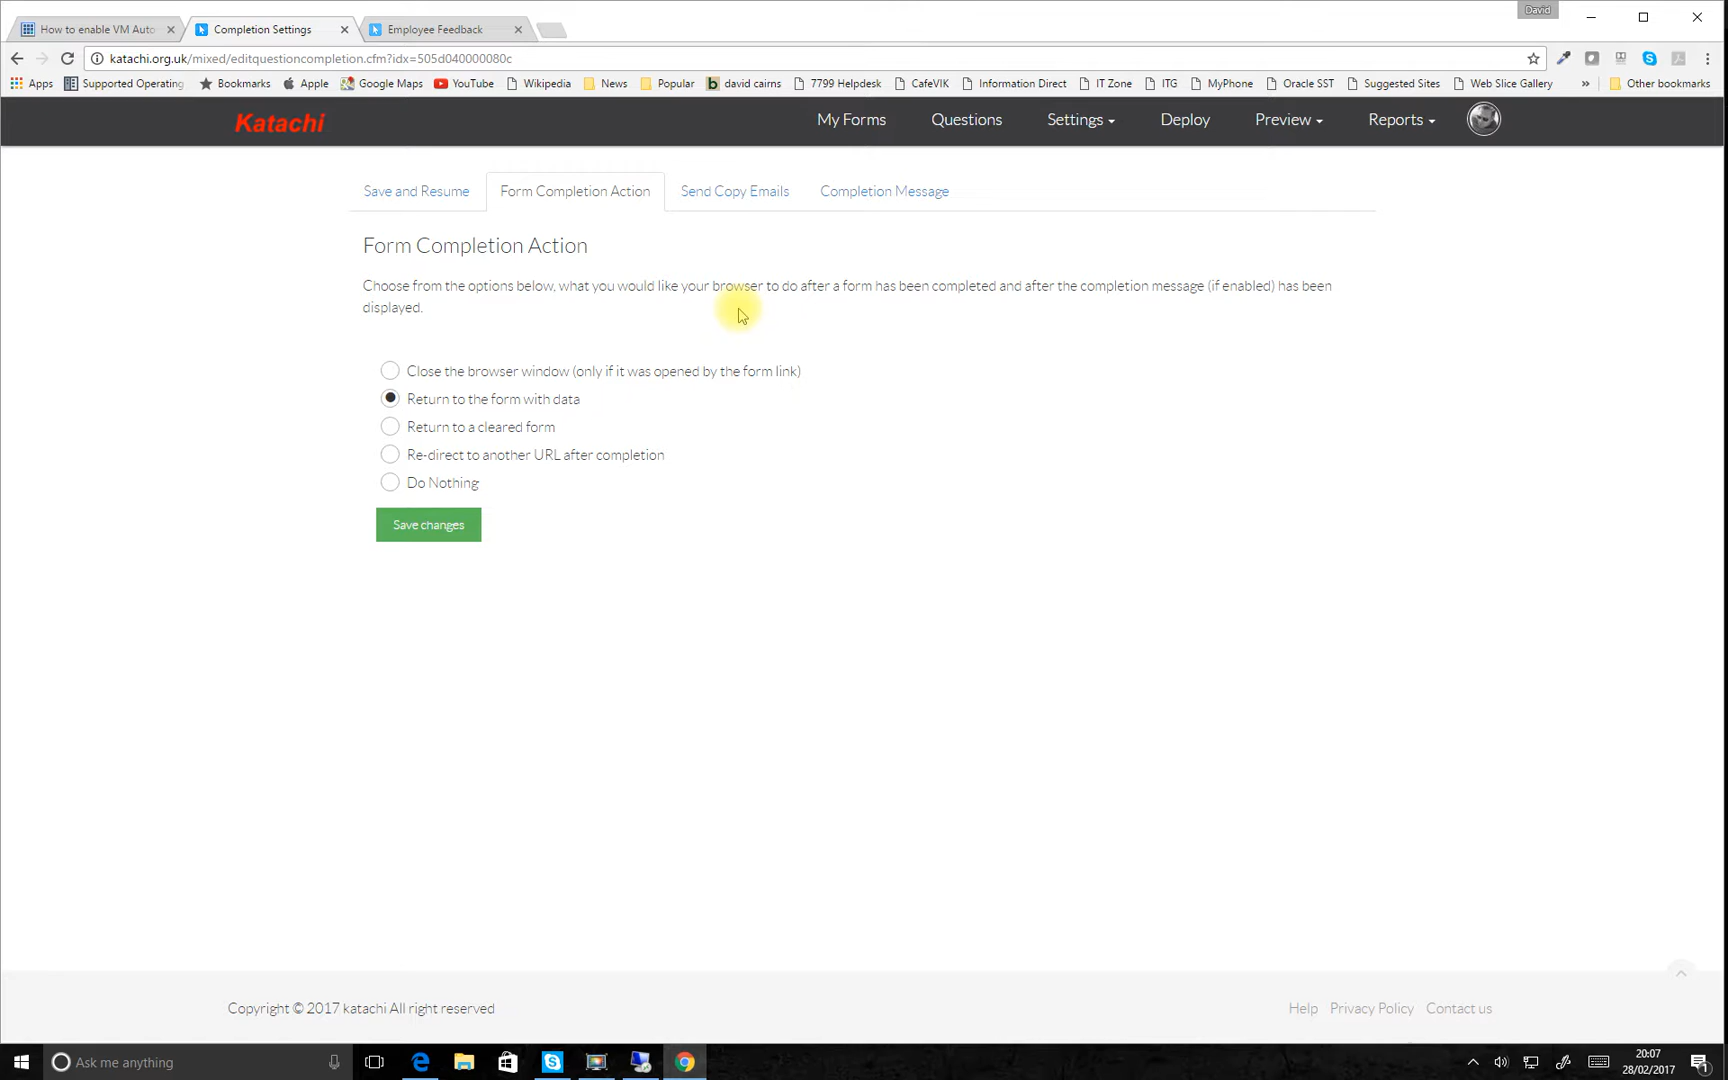 David
How to enable VM Auto
Completion Settings
Employee Feedback
katachi.org.uk/mixed/editquestioncompletion.cfm?idx=505d040000080c
Apps Supported Operating Bookmarks Apple Google Maps YouTube Wikipedia News Popular david cairns 7799 Helpdesk CafeVIK Information Direct IT Zone ITG MyPhone Oracle SST Suggested Sites Web Slice Gallery » Other bookmarks
Katachi My Forms Questions Settings Deploy Preview Reports
Save and Resume Form Completion Action Send Copy Emails Completion Message
Form Completion Action
Choose from the options below, what you would like your browser to do after a form has been completed and after the completion message (if enabled) has been
displayed.
Close the browser window (only if it was opened by the form link)
Return to the form with data
Return to a cleared form
Re-direct to another URL after completion
Do Nothing
Save changes
Copyright © 2017 katachi All right reserved
Help Privacy Policy Contact us
Ask me anything
20:07
28/02/2017
1